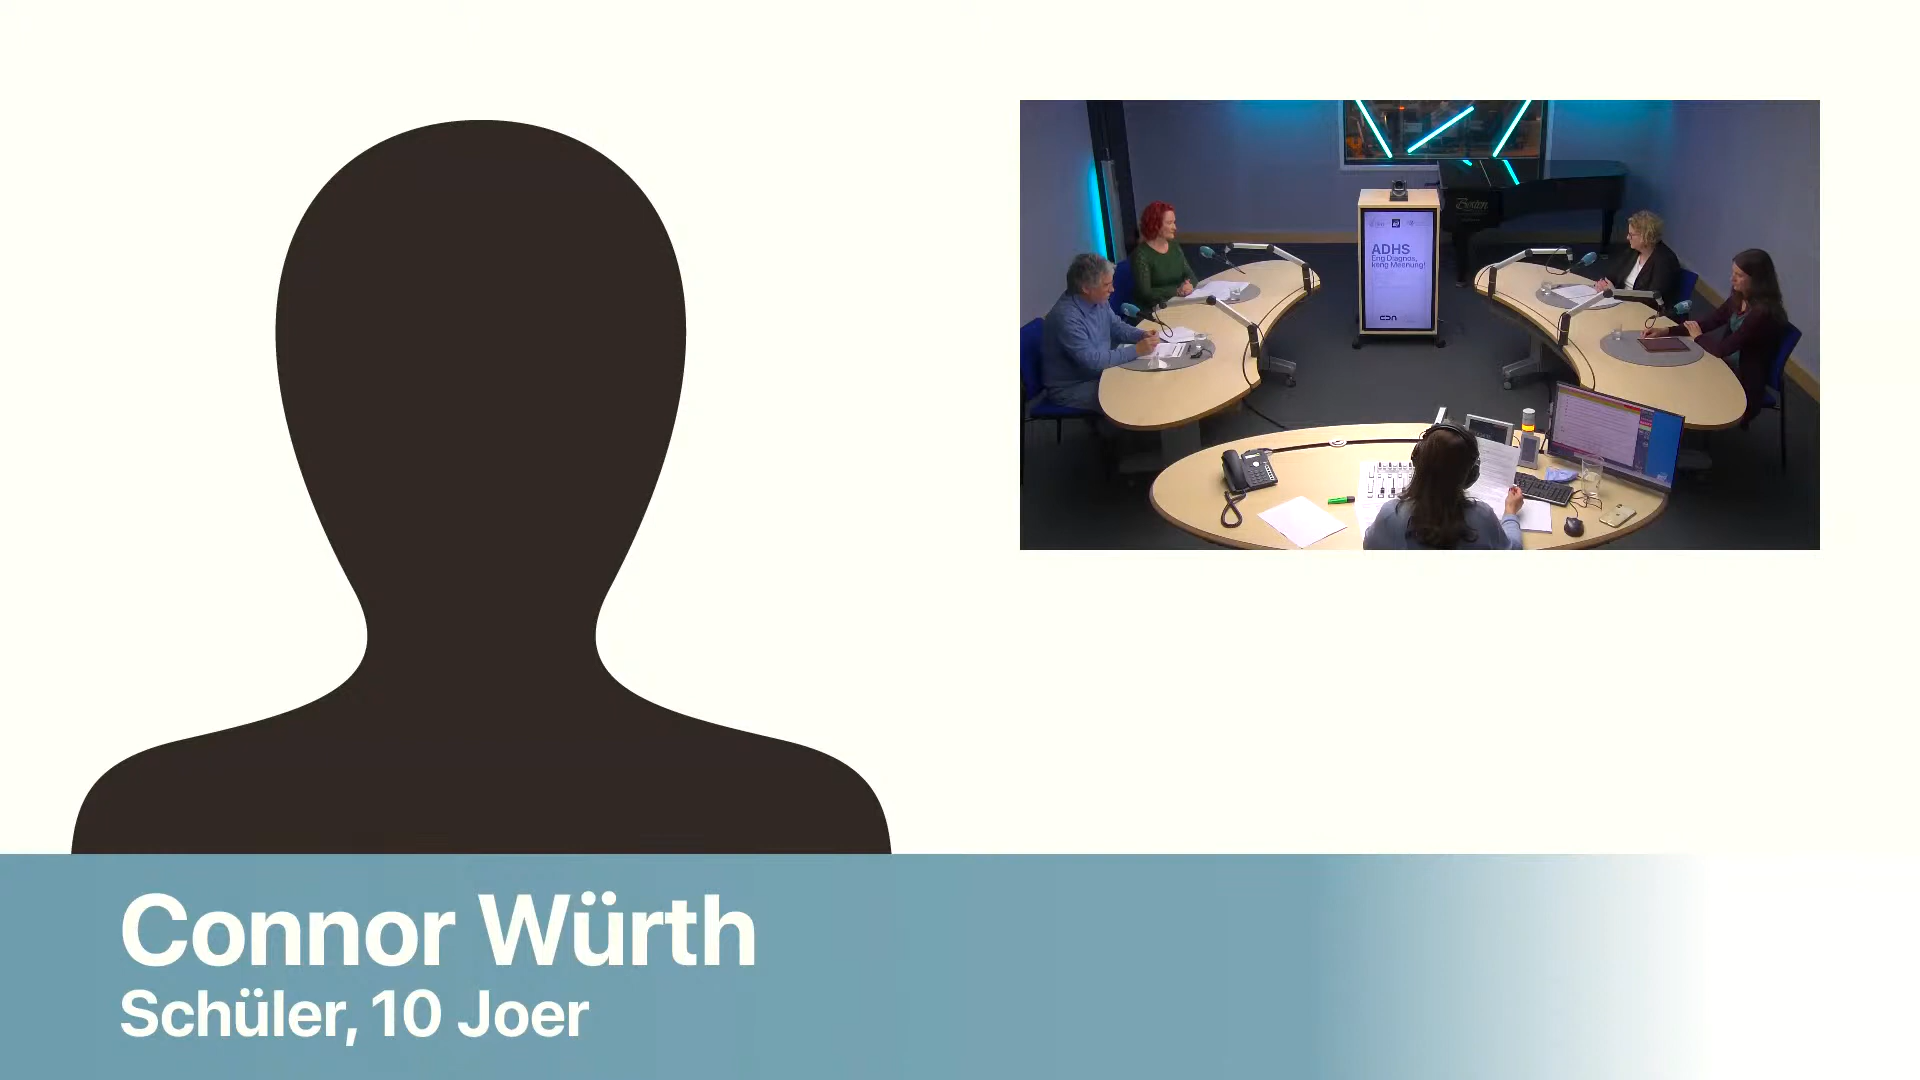 ADHS
Eng Diagnos,
keng Meenung!
Connor Würth
Schüler, 10 Joer